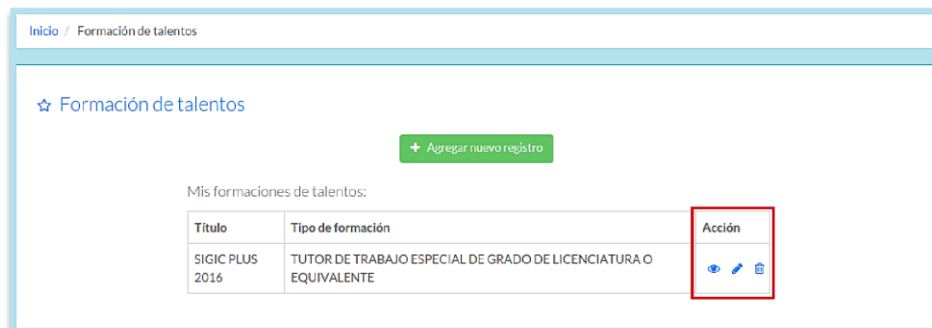 Inicio / Formación de talentos
Formación de talentos
+ Agregar nuevo registro
Mis formaciones de talentos:
Título Tipo de formación Acción
SIGIC PLUS TUTOR DE TRABAJO ESPECIAL DE GRADO DE LICENCIATURA O
2016 EQUIVALENTE